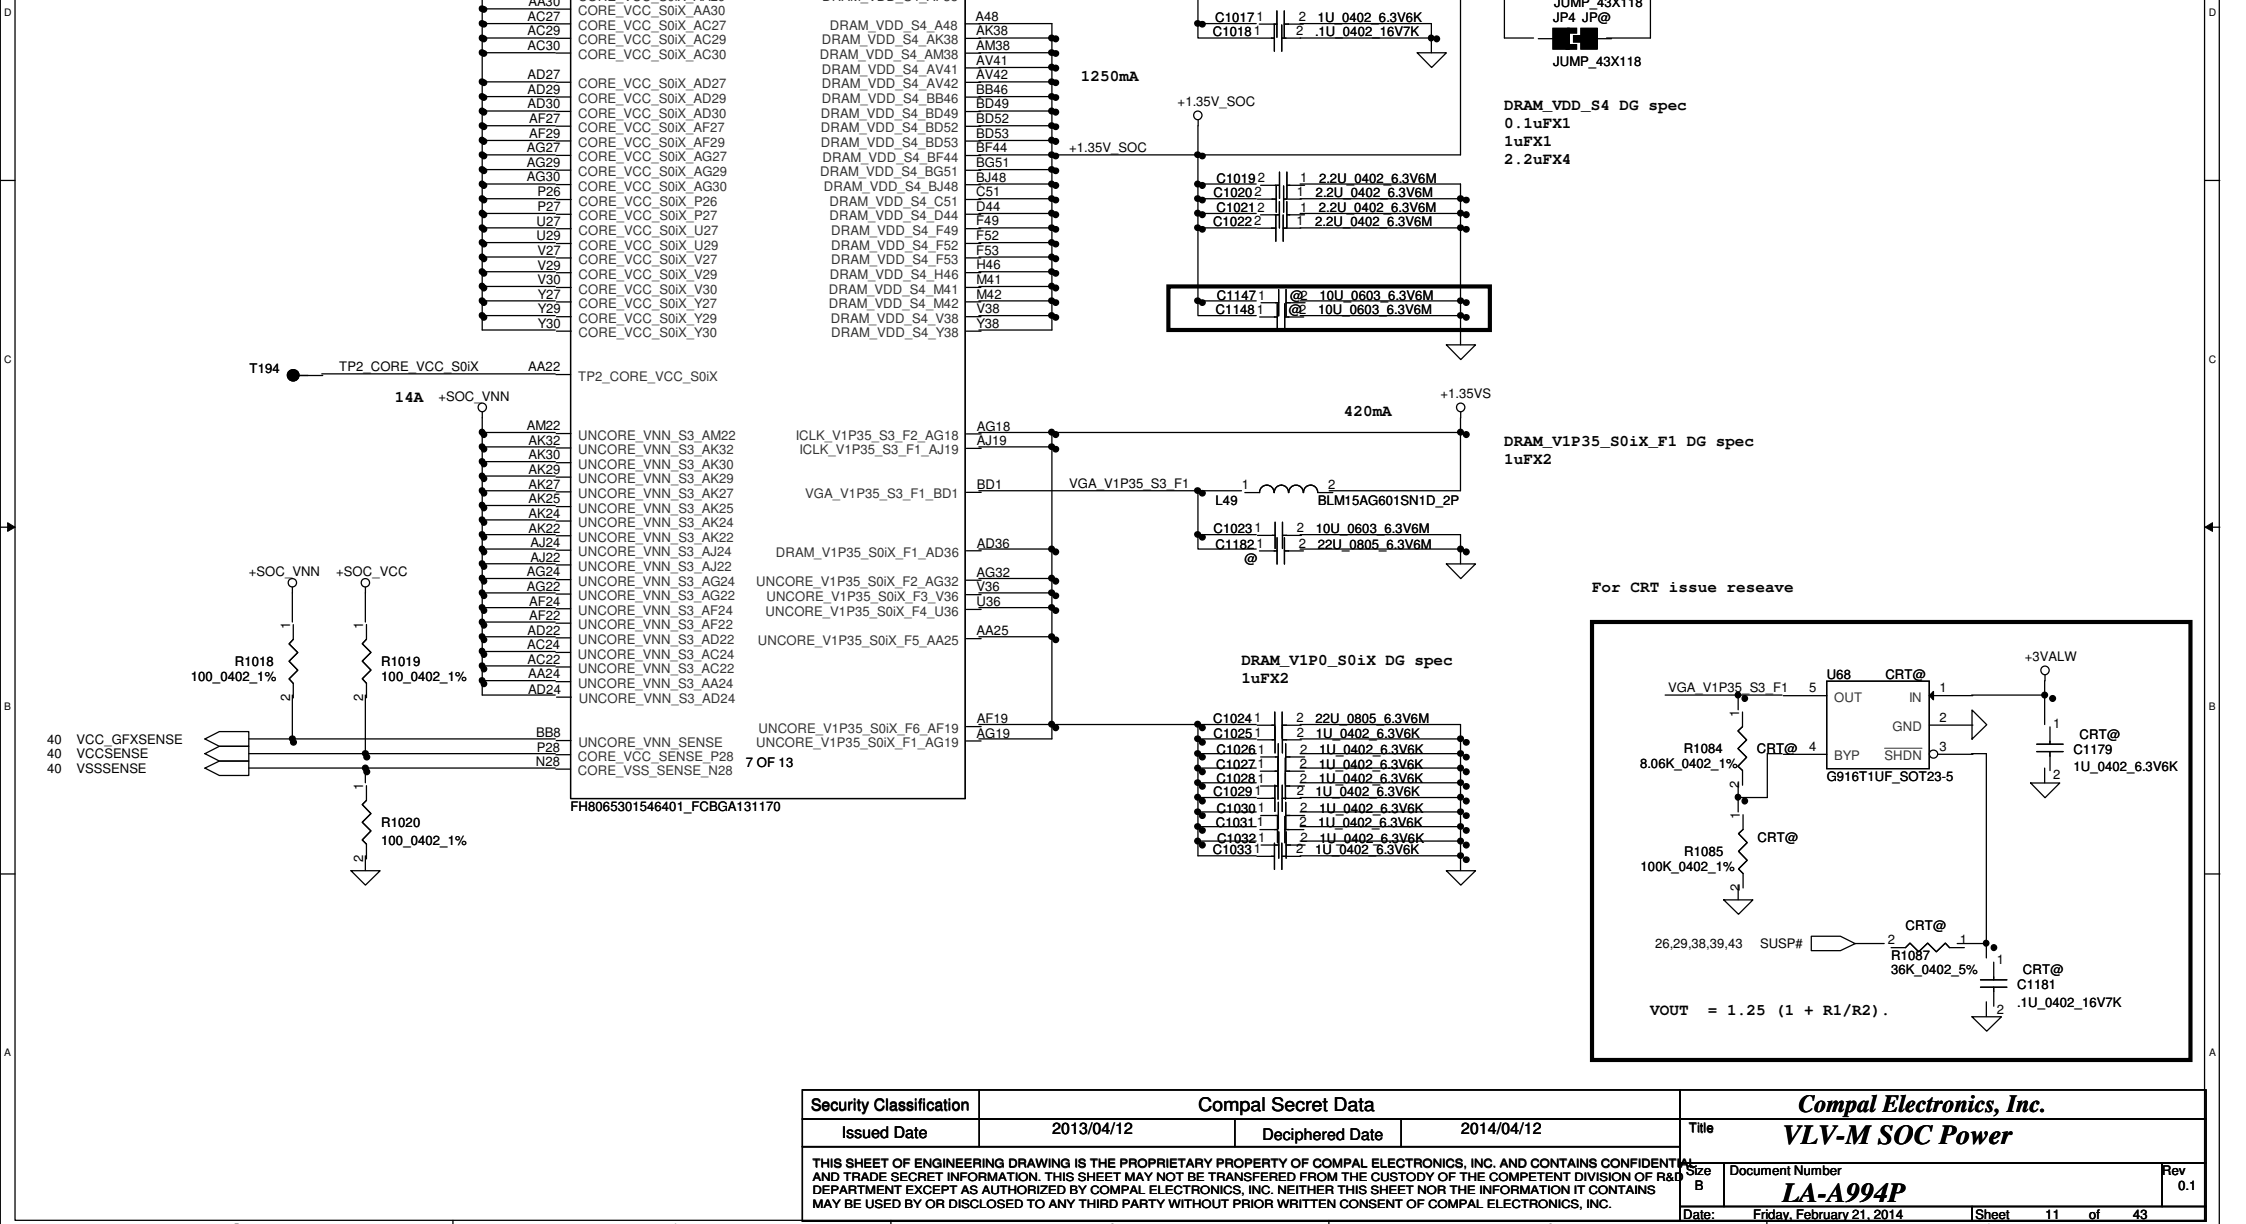 AA30 CORE_VCC_S0iX_AA30
AC27 CORE_VCC_S0iX_AC27
AC29 CORE_VCC_S0iX_AC29
AC30 CORE_VCC_S0iX_AC30
AD27 CORE_VCC_S0iX_AD27
AD29 CORE_VCC_S0iX_AD29
AD30 CORE_VCC_S0iX_AD30
AF27 CORE_VCC_S0iX_AF27
AF29 CORE_VCC_S0iX_AF29
AG27 CORE_VCC_S0iX_AG27
AG29 CORE_VCC_S0iX_AG29
AG30 CORE_VCC_S0iX_AG30
P26 CORE_VCC_S0iX_P26
P27 CORE_VCC_S0iX_P27
U27 CORE_VCC_S0iX_U27
U29 CORE_VCC_S0iX_U29
V27 CORE_VCC_S0iX_V27
V29 CORE_VCC_S0iX_V29
V30 CORE_VCC_S0iX_V30
Y27 CORE_VCC_S0iX_Y27
Y29 CORE_VCC_S0iX_Y29
Y30 CORE_VCC_S0iX_Y30
DRAM_VDD_S4_A48 A48
DRAM_VDD_S4_AK38 AK38
DRAM_VDD_S4_AM38 AM38
DRAM_VDD_S4_AV41 AV41
DRAM_VDD_S4_AV42 AV42
DRAM_VDD_S4_BB46 BB46
DRAM_VDD_S4_BD49 BD49
DRAM_VDD_S4_BD52 BD52
DRAM_VDD_S4_BD53 BD53
DRAM_VDD_S4_BF44 BF44
DRAM_VDD_S4_BG51 BG51
DRAM_VDD_S4_BJ48 BJ48
DRAM_VDD_S4_C51 C51
DRAM_VDD_S4_D44 D44
DRAM_VDD_S4_F49 F49
DRAM_VDD_S4_F52 F52
DRAM_VDD_S4_F53 F53
DRAM_VDD_S4_H46 H46
DRAM_VDD_S4_M41 M41
DRAM_VDD_S4_M42 M42
DRAM_VDD_S4_V38 V38
DRAM_VDD_S4_Y38 Y38
1250mA
+1.35V_SOC
+1.35V_SOC
C1017 1 2 1U_0402_6.3V6K
C1018 1 2 .1U_0402_16V7K
JUMP_43X118
JP4 JP@
JUMP_43X118
DRAM_VDD_S4 DG spec
0.1uFX1
1uFX1
2.2uFX4
C1019 2 1 2.2U_0402_6.3V6M
C1020 2 1 2.2U_0402_6.3V6M
C1021 2 1 2.2U_0402_6.3V6M
C1022 2 1 2.2U_0402_6.3V6M
C1147 1 @ 2 10U_0603_6.3V6M
C1148 1 @ 2 10U_0603_6.3V6M
T194 TP2_CORE_VCC_S0iX AA22 TP2_CORE_VCC_S0iX
14A +SOC_VNN
AM22 UNCORE_VNN_S3_AM22
AK32 UNCORE_VNN_S3_AK32
AK30 UNCORE_VNN_S3_AK30
AK29 UNCORE_VNN_S3_AK29
AK27 UNCORE_VNN_S3_AK27
AK25 UNCORE_VNN_S3_AK25
AK24 UNCORE_VNN_S3_AK24
AK22 UNCORE_VNN_S3_AK22
AJ24 UNCORE_VNN_S3_AJ24
AJ22 UNCORE_VNN_S3_AJ22
AG24 UNCORE_VNN_S3_AG24
AG22 UNCORE_VNN_S3_AG22
AF24 UNCORE_VNN_S3_AF24
AF22 UNCORE_VNN_S3_AF22
AD22 UNCORE_VNN_S3_AD22
AC24 UNCORE_VNN_S3_AC24
AC22 UNCORE_VNN_S3_AC22
AA24 UNCORE_VNN_S3_AA24
AD24 UNCORE_VNN_S3_AD24
BB8 UNCORE_VNN_SENSE
P28 CORE_VCC_SENSE_P28
N28 CORE_VSS_SENSE_N28
7 OF 13
FH8065301546401_FCBGA131170
ICLK_V1P35_S3_F2_AG18 AG18
ICLK_V1P35_S3_F1_AJ19 AJ19
VGA_V1P35_S3_F1_BD1 BD1 VGA_V1P35_S3_F1
DRAM_V1P35_S0iX_F1_AD36 AD36
UNCORE_V1P35_S0iX_F2_AG32 AG32
UNCORE_V1P35_S0iX_F3_V36 V36
UNCORE_V1P35_S0iX_F4_U36 U36
UNCORE_V1P35_S0iX_F5_AA25 AA25
UNCORE_V1P35_S0iX_F6_AF19 AF19
UNCORE_V1P35_S0iX_F1_AG19 AG19
420mA
+1.35VS
DRAM_V1P35_S0iX_F1 DG spec
1uFX2
L49 1 2 BLM15AG601SN1D_2P
C1023 1 2 10U_0603_6.3V6M
C1182 1 2 22U_0805_6.3V6M
@
DRAM_V1P0_S0iX DG spec
1uFX2
C1024 1 2 22U_0805_6.3V6M
C1025 1 2 1U_0402_6.3V6K
C1026 1 2 1U_0402_6.3V6K
C1027 1 2 1U_0402_6.3V6K
C1028 1 2 1U_0402_6.3V6K
C1029 1 2 1U_0402_6.3V6K
C1030 1 2 1U_0402_6.3V6K
C1031 1 2 1U_0402_6.3V6K
C1032 1 2 1U_0402_6.3V6K
C1033 1 2 1U_0402_6.3V6K
+SOC_VNN +SOC_VCC
1 1
R1018
100_0402_1%
R1019
100_0402_1%
2 2
40 VCC_GFXSENSE
40 VCCSENSE
40 VSSSENSE
1
R1020
100_0402_1%
2
For CRT issue reseave
VGA_V1P35_S3_F1 5
U68 CRT@
OUT IN 1
GND 2
BYP SHDN 3
4
G916T1UF_SOT23-5
+3VALW
1
CRT@
C1179
1U_0402_6.3V6K
2
1
R1084 CRT@
8.06K_0402_1%
2
1
CRT@
R1085
100K_0402_1%
2
26,29,38,39,43 SUSP#
CRT@
2 1
R1087
36K_0402_5%
1
CRT@
C1181
.1U_0402_16V7K
2
VOUT = 1.25 (1 + R1/R2).
D D
C C
B B
A A
Security Classification Compal Secret Data
Issued Date 2013/04/12 Deciphered Date 2014/04/12
THIS SHEET OF ENGINEERING DRAWING IS THE PROPRIETARY PROPERTY OF COMPAL ELECTRONICS, INC. AND CONTAINS CONFIDENTIAL
AND TRADE SECRET INFORMATION. THIS SHEET MAY NOT BE TRANSFERED FROM THE CUSTODY OF THE COMPETENT DIVISION OF R&D
DEPARTMENT EXCEPT AS AUTHORIZED BY COMPAL ELECTRONICS, INC. NEITHER THIS SHEET NOR THE INFORMATION IT CONTAINS
MAY BE USED BY OR DISCLOSED TO ANY THIRD PARTY WITHOUT PRIOR WRITTEN CONSENT OF COMPAL ELECTRONICS, INC.
Compal Electronics, Inc.
Title VLV-M SOC Power
Size Document Number Rev
B LA-A994P 0.1
Date: Friday, February 21, 2014 Sheet 11 of 43